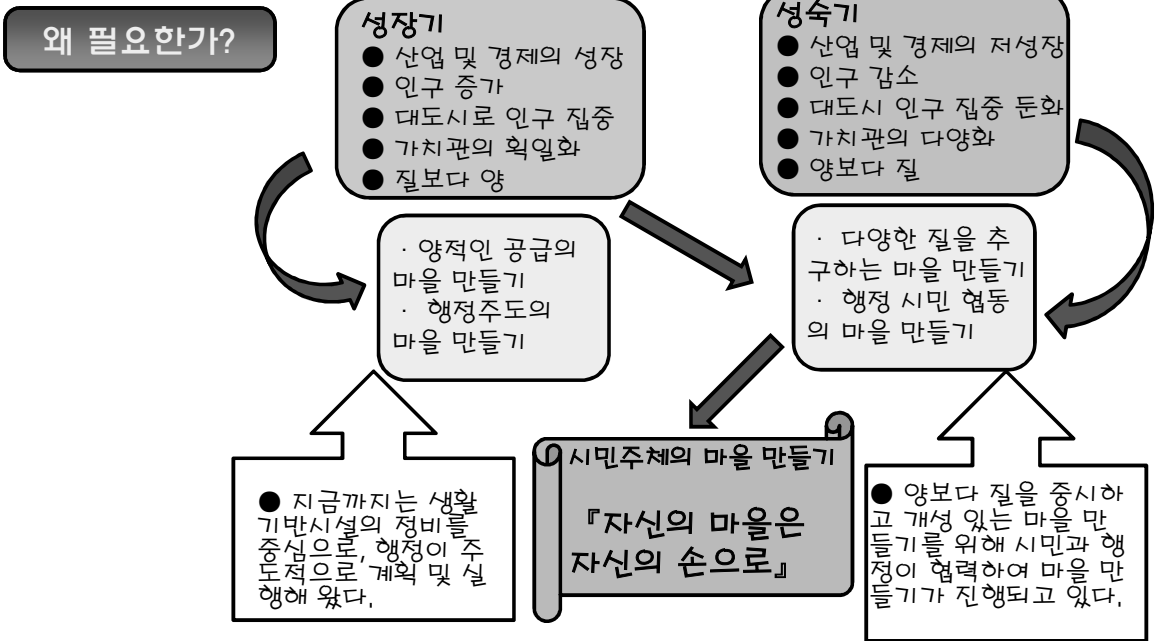 왜 필요한가?
성장기
● 산업 및 경제의 성장
● 인구 증가
● 대도시로 인구 집중
● 가치관의 획일화
● 질보다 양
성숙기
● 산업 및 경제의 저성장
● 인구 감소
● 대도시 인구 집중 둔화
● 가치관의 다양화
● 양보다 질
· 양적인 공급의
마을 만들기
· 행정주도의
마을 만들기
· 다양한 질을 추
구하는 마을 만들기
· 행정 시민 협동
의 마을 만들기
● 지금까지는 생활
기반시설의 정비를
중심으로, 행정이 주
도적으로 계획 및 실
행해 왔다.
시민주체의 마을 만들기
『자신의 마을은
자신의 손으로』
● 양보다 질을 중시하
고 개성 있는 마을 만
들기를 위해 시민과 행
정이 협력하여 마을 만
들기가 진행되고 있다.